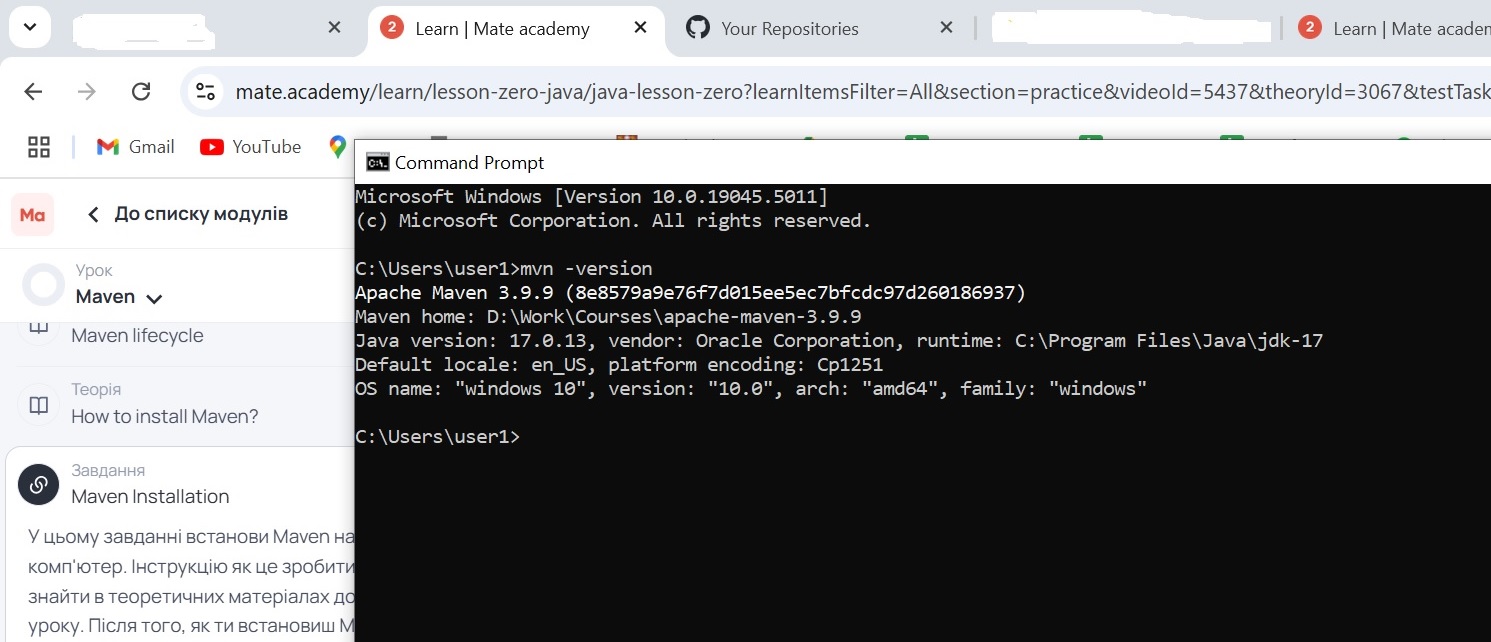 2 Learn | Mate academy
Your Repositories
2 Learn | Mate academ
mate.academy/learn/lesson-zero-java/java-lesson-zero?learnItemsFilter=All&section=practice&videoId=5437&theoryId=3067&testTask
Gmail
YouTube
Ma
До списку модулів
Урок
Maven
Maven lifecycle
Теорія
How to install Maven?
Завдання
Maven Installation
У цьому завданні встанови Maven на
комп'ютер. Інструкцію як це зробити
знайти в теоретичних матеріалах до
уроку. Після того, як ти встановиш M
C:\. Command Prompt
Microsoft Windows [Version 10.0.19045.5011]
(c) Microsoft Corporation. All rights reserved.
C:\Users\user1>mvn -version
Apache Maven 3.9.9 (8e8579a9e76f7d015ee5ec7bfcdc97d260186937)
Maven home: D:\Work\Courses\apache-maven-3.9.9
Java version: 17.0.13, vendor: Oracle Corporation, runtime: C:\Program Files\Java\jdk-17
Default locale: en_US, platform encoding: Cp1251
OS name: "windows 10", version: "10.0", arch: "amd64", family: "windows"
C:\Users\user1>